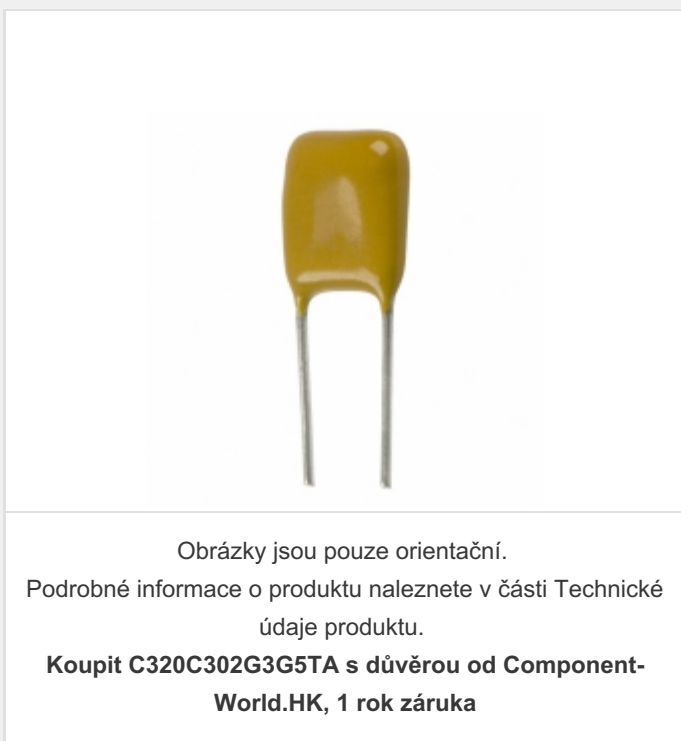 Obrázky jsou pouze orientační.
Podrobné informace o produktu naleznete v části Technické
údaje produktu.
Koupit C320C302G3G5TA s důvěrou od Component-
World.HK, 1 rok záruka